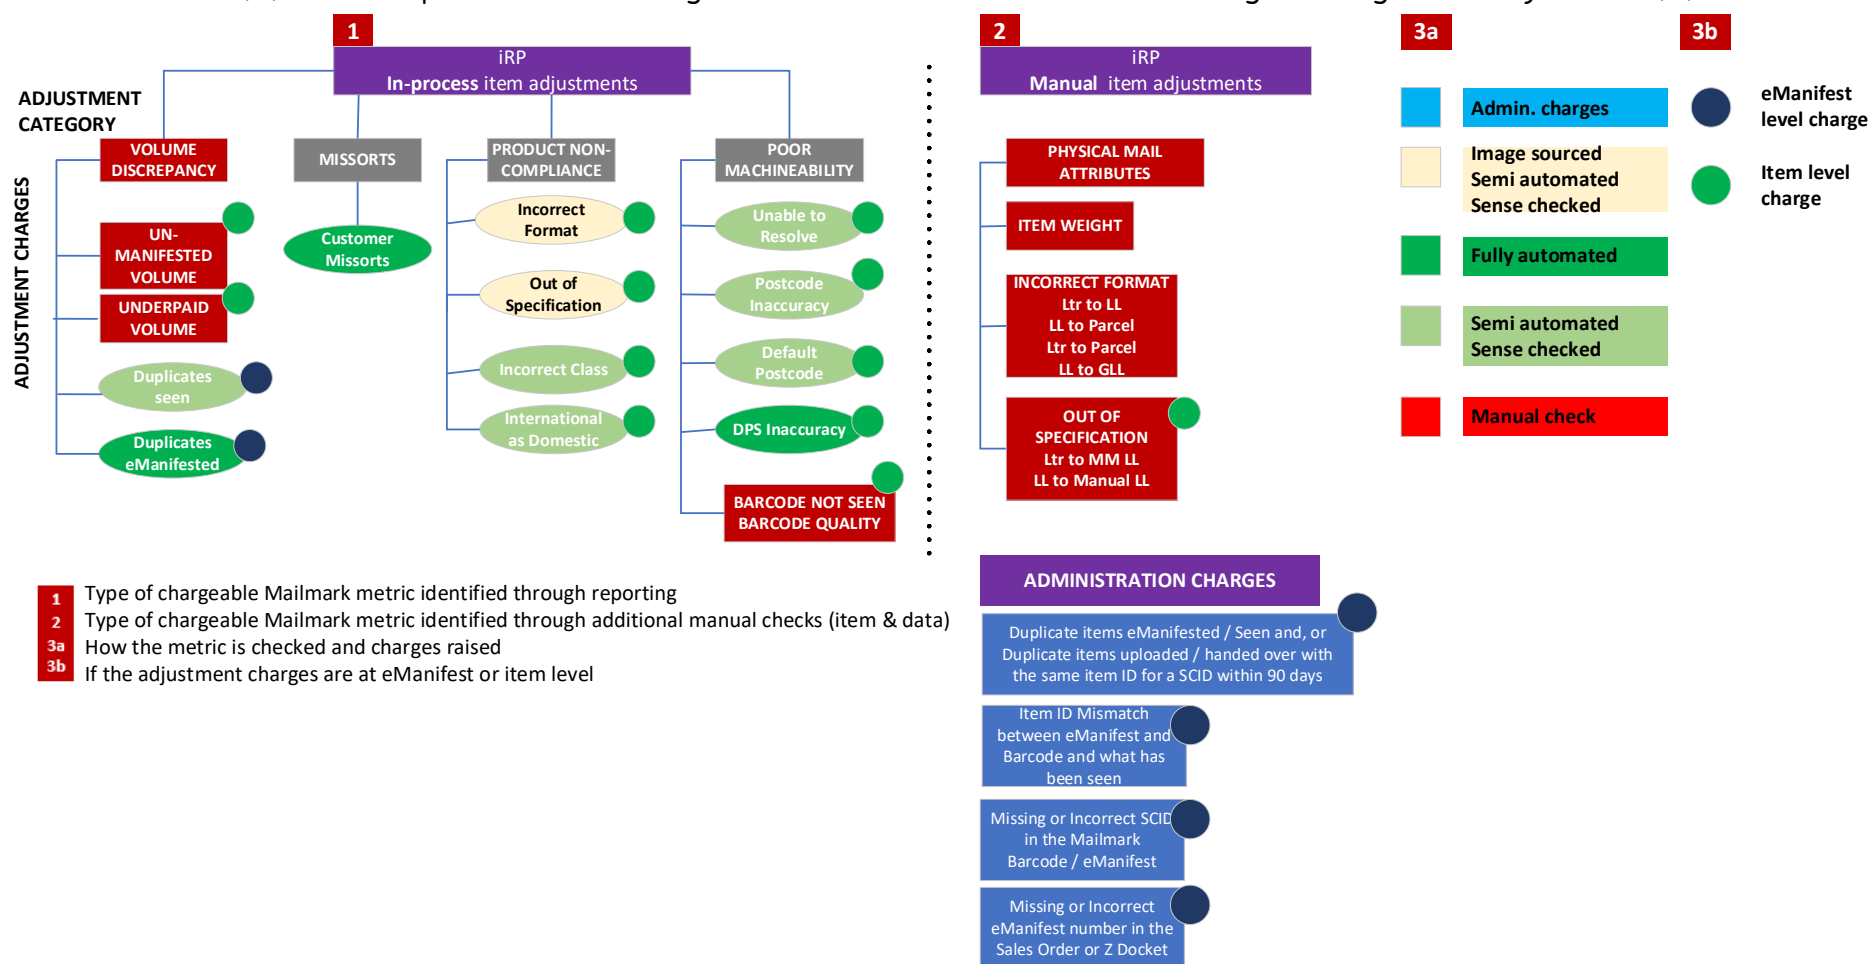 1
iRP
In-process item adjustments
2
iRP
Manual item adjustments
3a
3b
ADJUSTMENT
CATEGORY
ADJUSTMENT CHARGES
VOLUME
DISCREPANCY
UN-
MANIFESTED
VOLUME
UNDERPAID
VOLUME
Duplicates
seen
Duplicates
eManifested
MISSORTS
Customer
Missorts
PRODUCT NON-
COMPLIANCE
Incorrect
Format
Out of
Specification
Incorrect Class
International
as Domestic
POOR
MACHINEABILITY
Unable to
Resolve
Postcode
Inaccuracy
Default
Postcode
DPS Inaccuracy
BARCODE NOT SEEN
BARCODE QUALITY
PHYSICAL MAIL
ATTRIBUTES
ITEM WEIGHT
INCORRECT FORMAT
Ltr to LL
LL to Parcel
Ltr to Parcel
LL to GLL
OUT OF
SPECIFICATION
Ltr to MM LL
LL to Manual LL
Admin. charges
Image sourced
Semi automated
Sense checked
Fully automated
Semi automated
Sense checked
Manual check
eManifest
level charge
Item level
charge
1 Type of chargeable Mailmark metric identified through reporting
2 Type of chargeable Mailmark metric identified through additional manual checks (item & data)
3a How the metric is checked and charges raised
3b If the adjustment charges are at eManifest or item level
ADMINISTRATION CHARGES
Duplicate items eManifested / Seen and, or
Duplicate items uploaded / handed over with
the same item ID for a SCID within 90 days
Item ID Mismatch
between eManifest and
Barcode and what has
been seen
Missing or Incorrect SCID
in the Mailmark
Barcode / eManifest
Missing or Incorrect
eManifest number in the
Sales Order or Z Docket